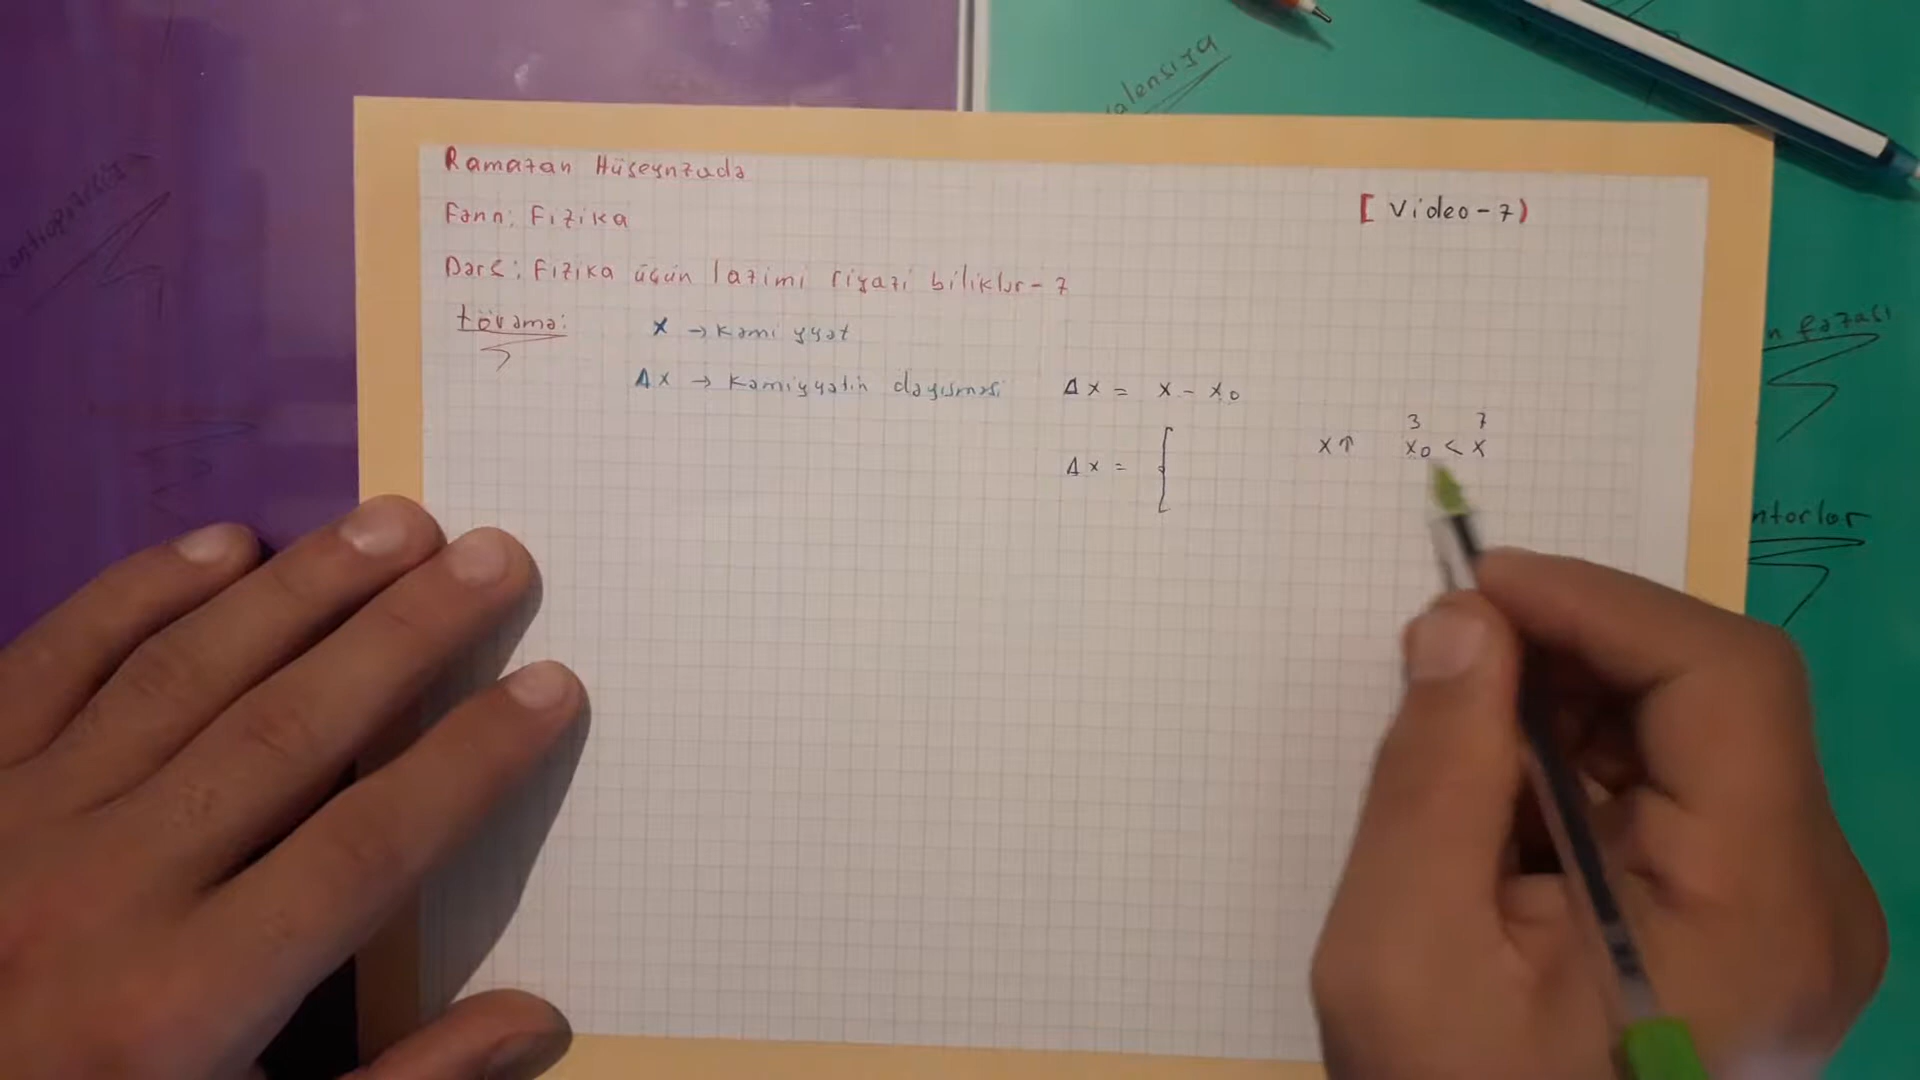 Ramazan Hüseynzadə
[Video-7)
Fənn: Fizika
Dərs: Fizika üçün lazımi riyazi biliklər-7
törəmə:
x → kəmiyyət
Δx → kəmiyyətin dəyişməsi
Δx = x - x₀
3 7
x↑ x₀ < x
Δx = {